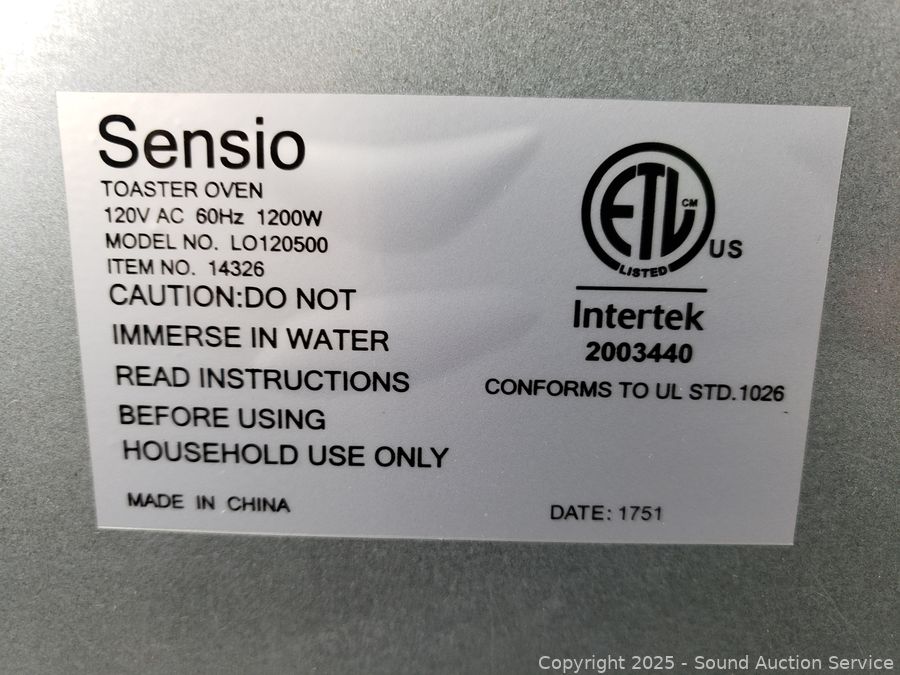 Sensio
TOASTER OVEN
120V AC 60Hz 1200W
MODEL NO. LO120500
ITEM NO. 14326
CAUTION:DO NOT
IMMERSE IN WATER
READ INSTRUCTIONS
BEFORE USING
HOUSEHOLD USE ONLY
MADE IN CHINA
ETL CM
LISTED
US
Intertek
2003440
CONFORMS TO UL STD.1026
DATE: 1751
Copyright 2025 - Sound Auction Service